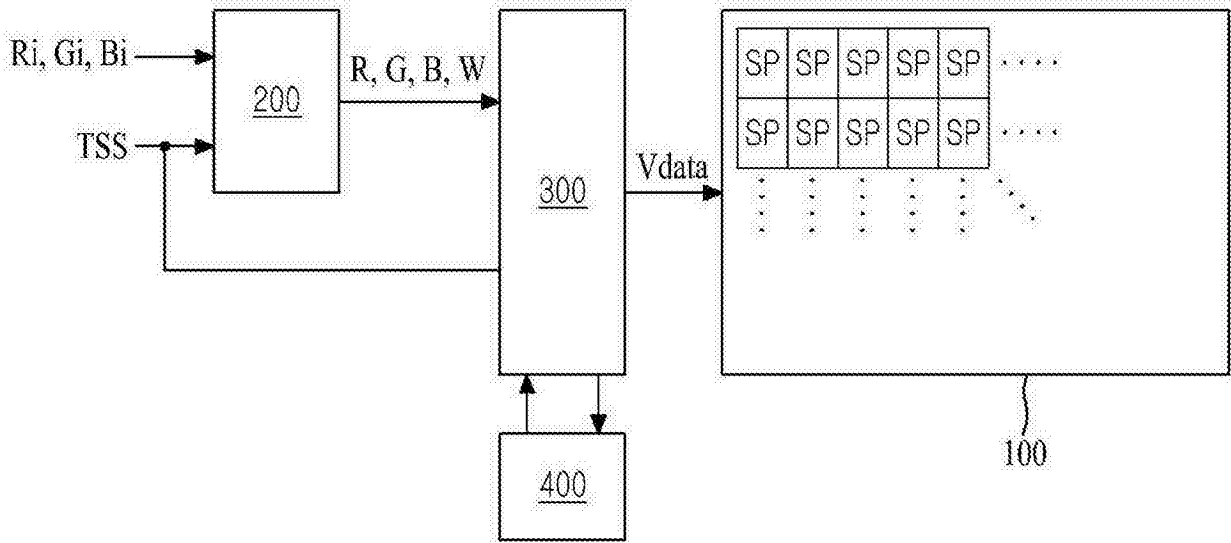 Ri, Gi, Bi
TSS
200
R, G, B, W
300
400
Vdata
SP SP SP SP SP
SP SP SP SP SP
100